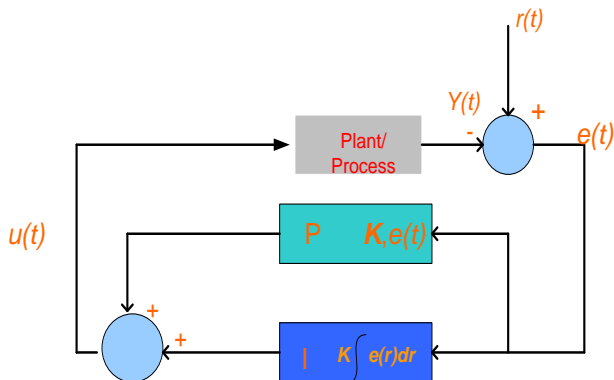 r(t)
Y(t)
+
-
e(t)
Plant/
Process
u(t)
P K,e(t)
+
+
I K∫ e(r)dr